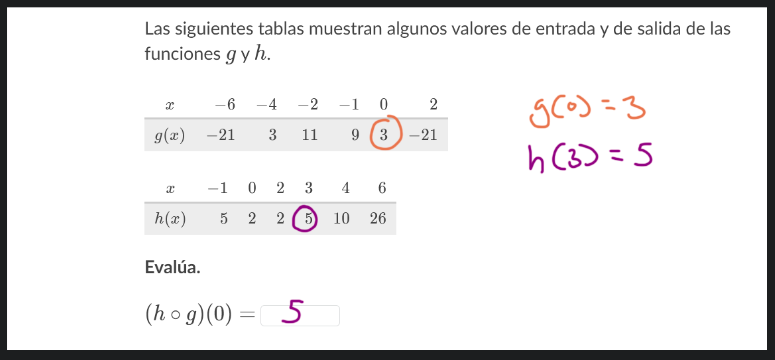 Las siguientes tablas muestran algunos valores de entrada y de salida de las
funciones g y h.
x −6 −4 −2 −1 0 2
g(x) −21 3 11 9 3 −21
g(0) = 3
h(3) = 5
x −1 0 2 3 4 6
h(x) 5 2 2 5 10 26
Evalúa.
(h ∘ g)(0) = 5